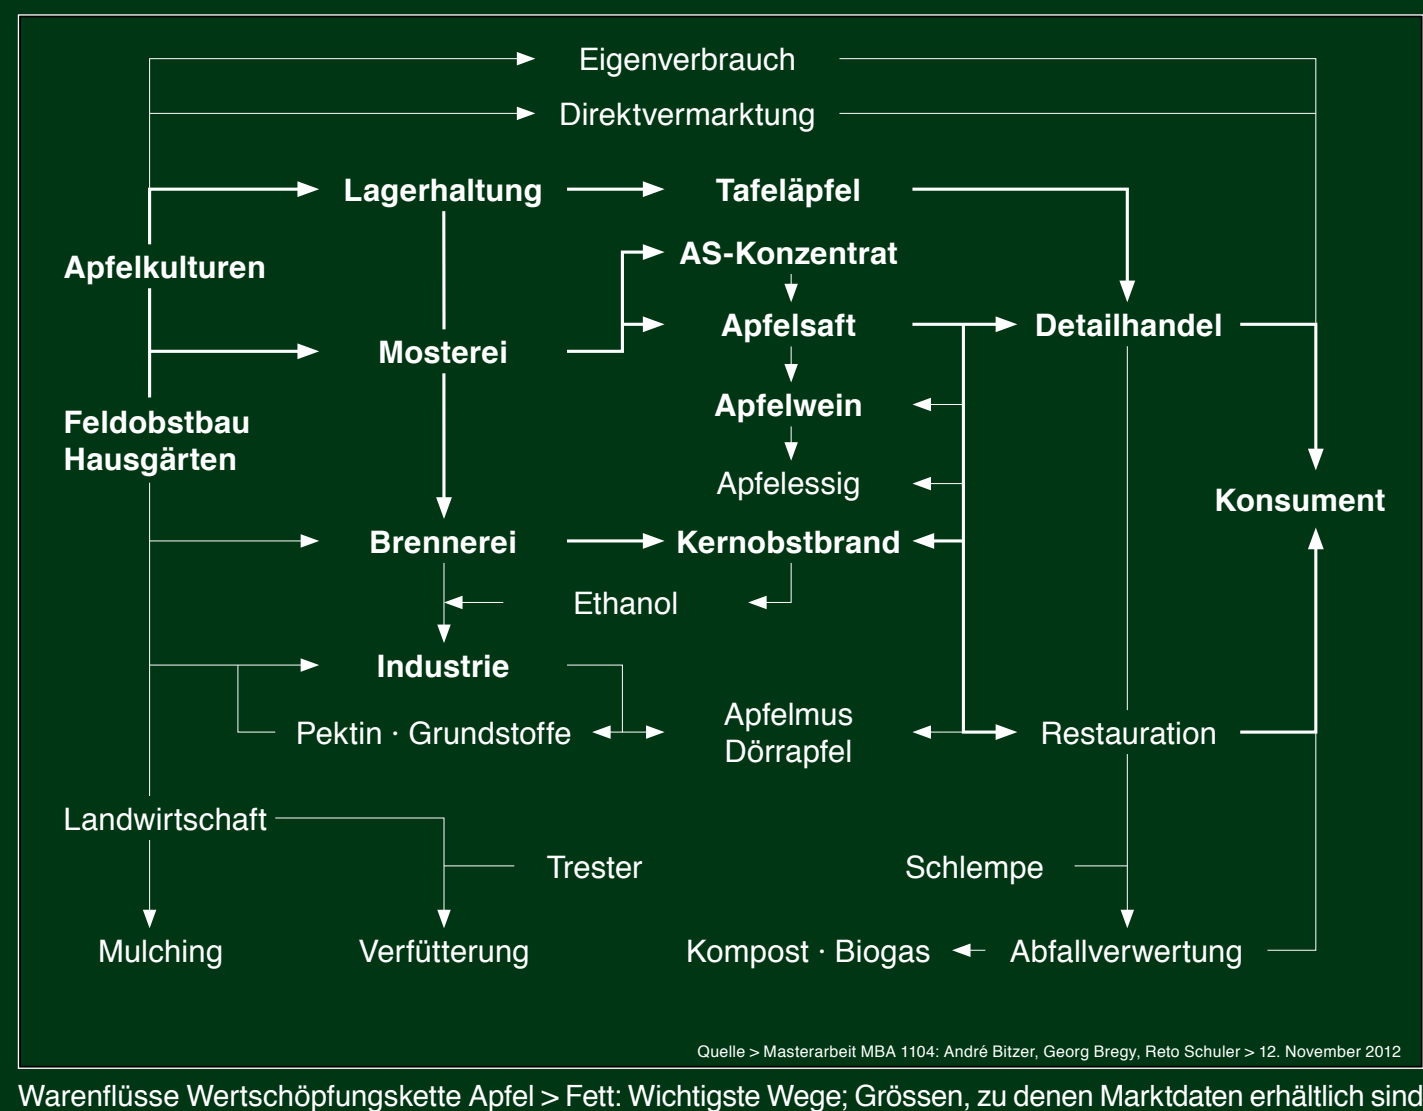 Eigenverbrauch
Direktvermarktung
Lagerhaltung
Tafeläpfel
AS-Konzentrat
Apfelkulturen
Apfelsaft
Detailhandel
Mosterei
Apfelwein
Feldobstbau
Hausgärten
Apfelessig
Konsument
Brennerei
Kernobstbrand
Ethanol
Industrie
Pektin · Grundstoffe
Apfelmus
Dörrapfel
Restauration
Landwirtschaft
Trester
Schlempe
Mulching
Verfütterung
Kompost · Biogas
Abfallverwertung
Quelle > Masterarbeit MBA 1104: André Bitzer, Georg Bregy, Reto Schuler > 12. November 2012
Warenflüsse Wertschöpfungskette Apfel > Fett: Wichtigste Wege; Grössen, zu denen Marktdaten erhältlich sind